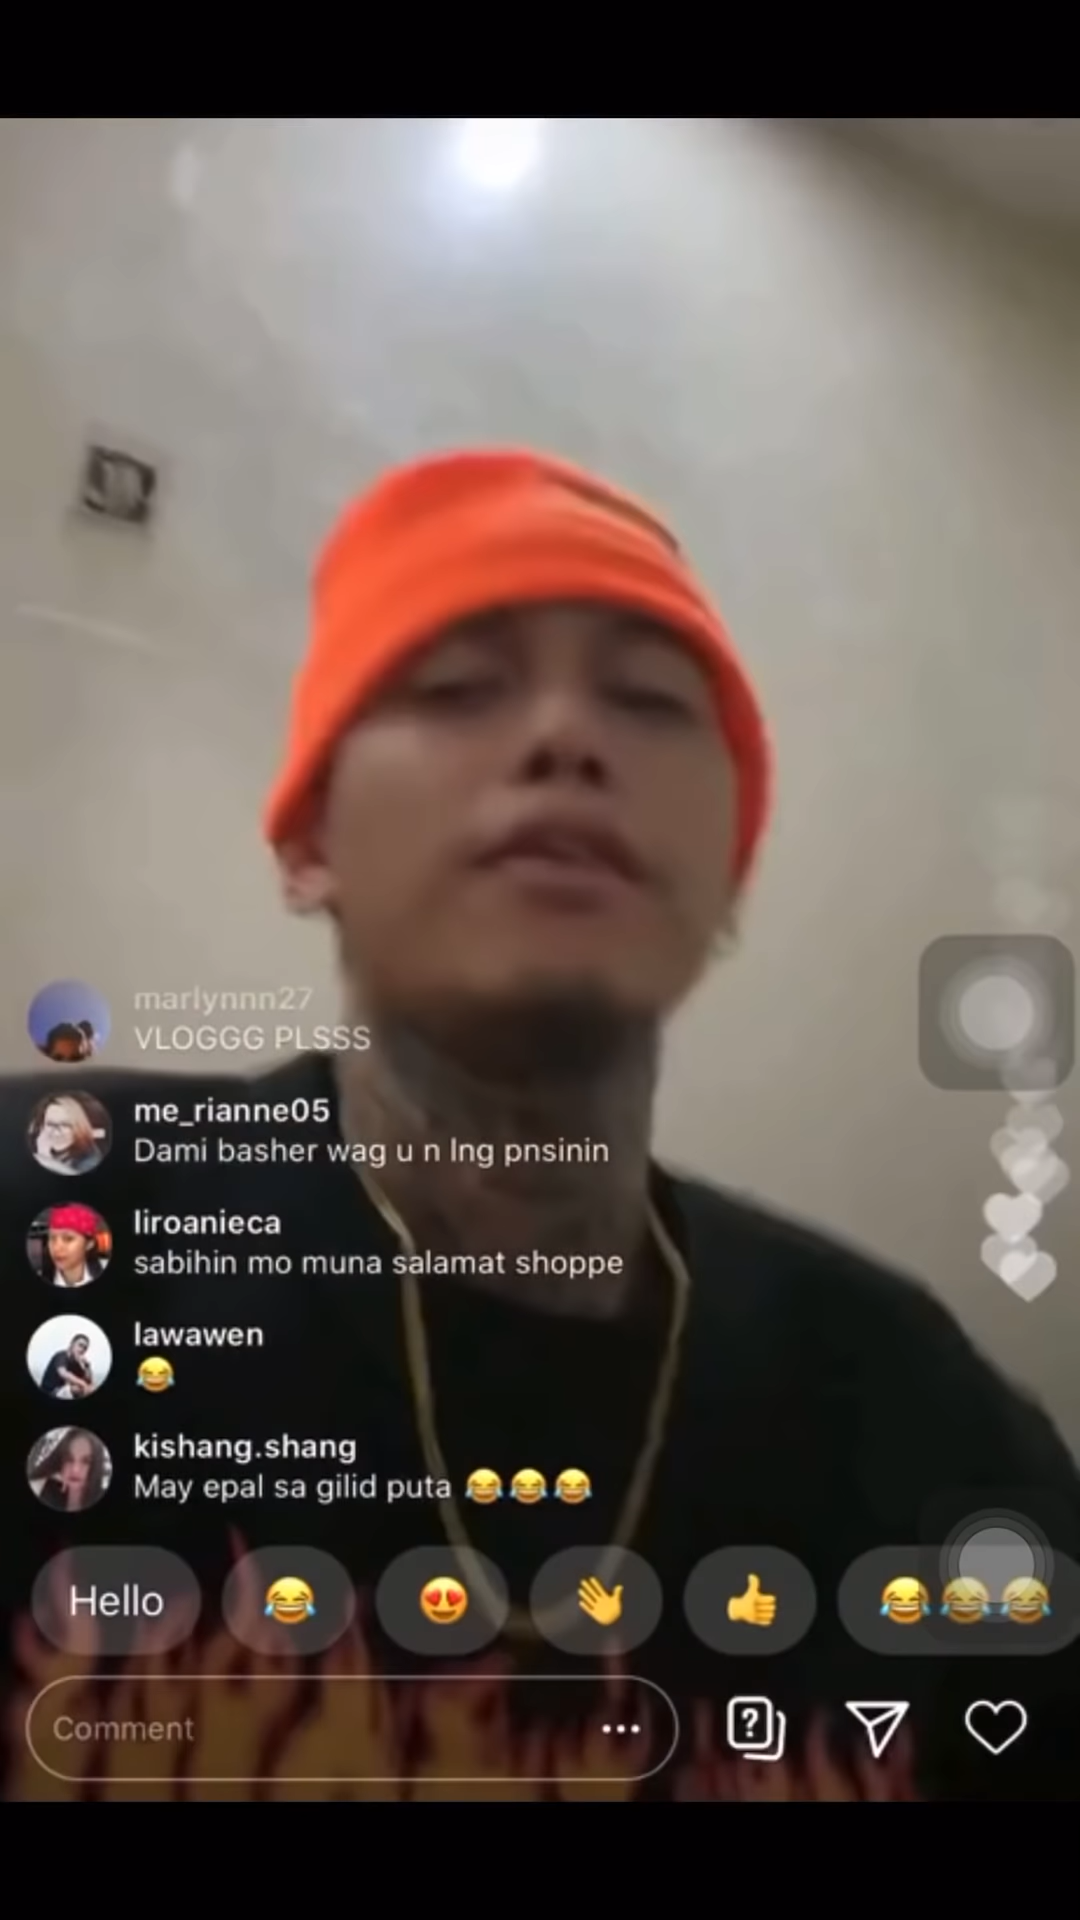 marlynnn27
VLOGGG PLSSS
me_rianne05
Dami basher wag u n lng pnsinin
liroanieca
sabihin mo muna salamat shoppe
lawawen
😂
kishang.shang
May epal sa gilid puta 😂😂😂
Hello 😂 😍 👋 👍 😂😂😂
Comment